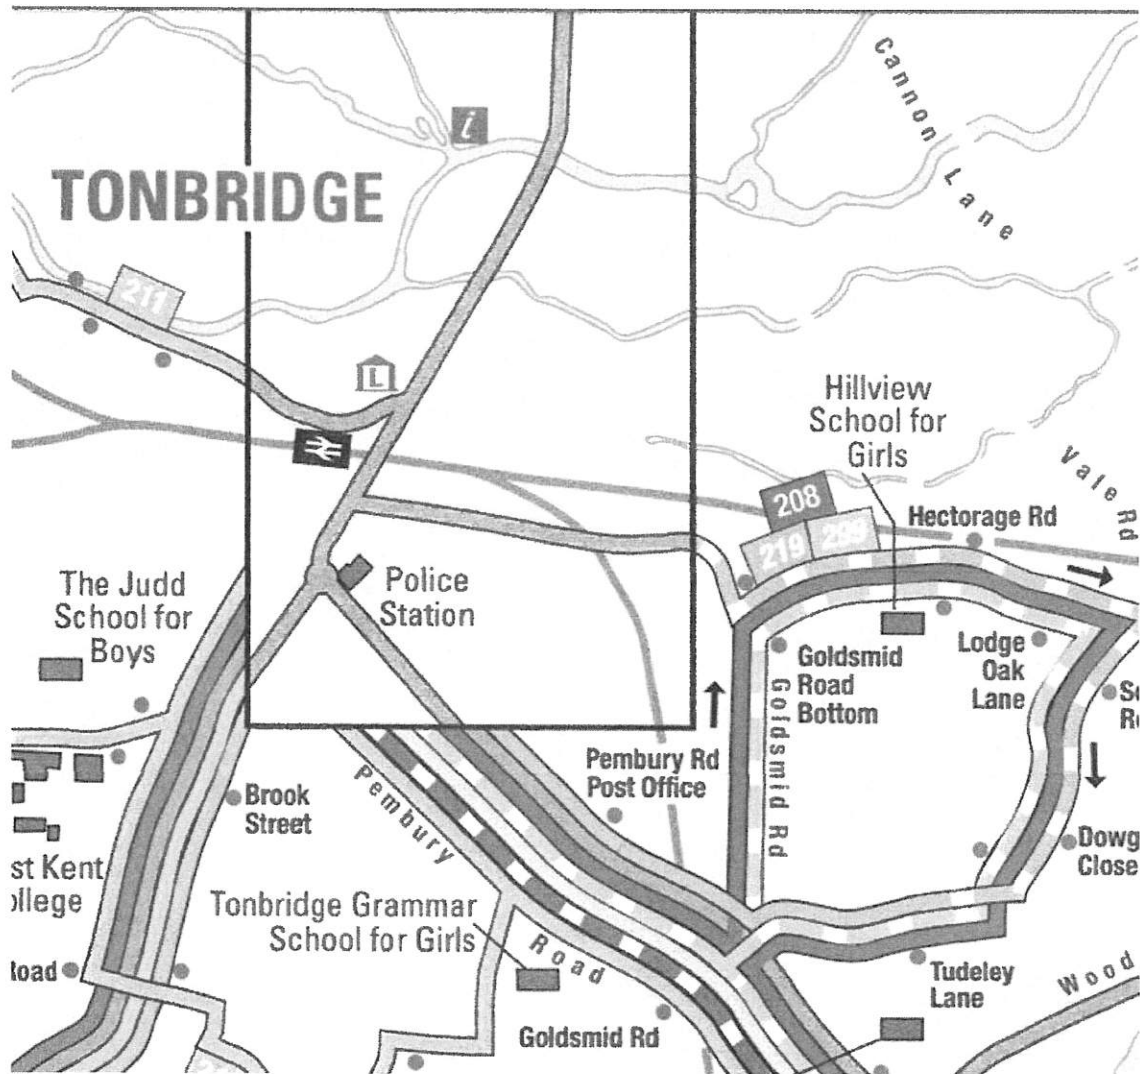 Cannon Lane
i
TONBRIDGE
211
L
Hillview
School for
Girls
Vale Rd
208
219 299
Hectorage Rd
The Judd
School for
Boys
Police
Station
Goldsmid
Road
Bottom
Lodge
Oak
Lane
Goldsmid Rd
Pembury Rd
Post Office
Pembury Road
Brook
Street
Close
Tonbridge Grammar
School for Girls
Tudeley
Lane
Wood
Goldsmid Rd